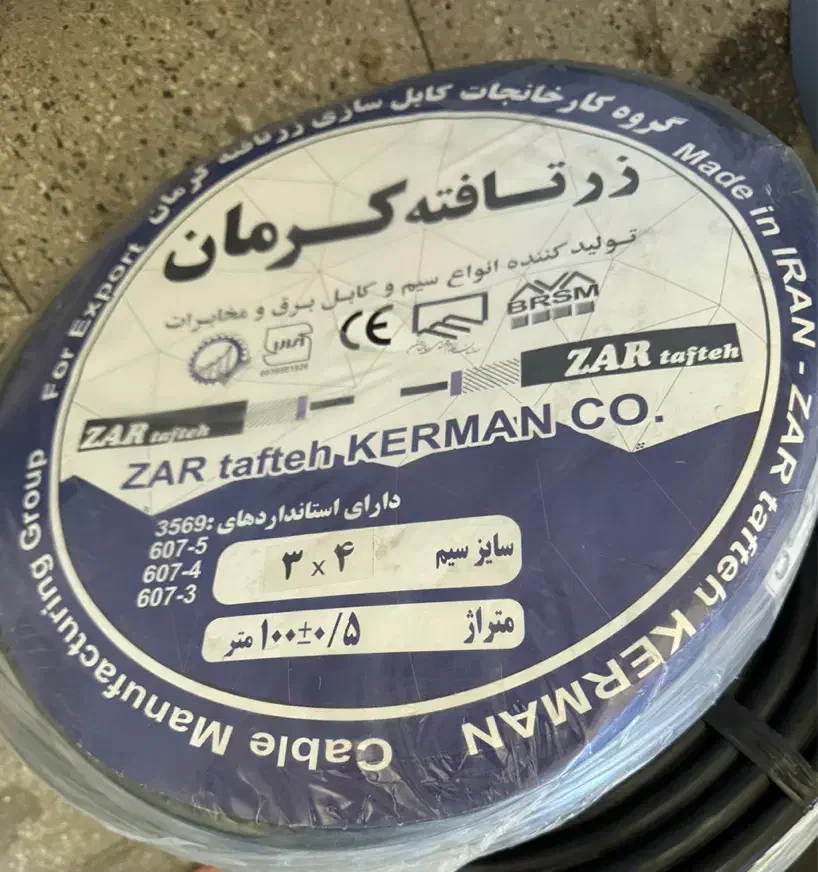 گروه کارخانجات کابل سازی زرتافته کرمان
Made in IRAN - ZAR tafteh KERMAN
Cable Manufacturing Group
For Export
زرتافته کرمان
تولید کننده انواع سیم و کابل برق و مخابرات
CE
BRSM
ZAR tafteh
ZAR tafteh
ZAR tafteh KERMAN CO.
دارای استانداردهای :3569
607-5
607-4
607-3
سایز سیم ۳ x ۴
متراژ ۱۰۰±۰/۵ متر